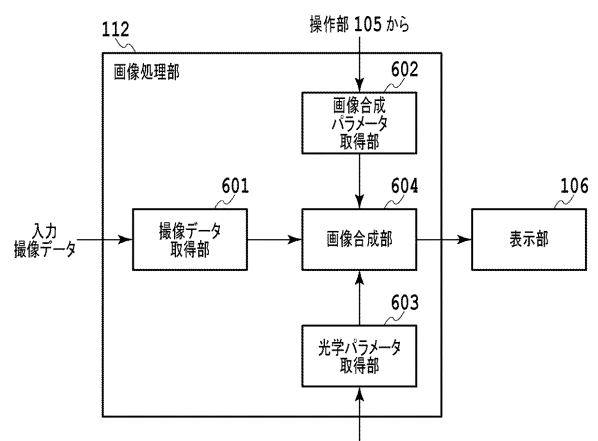 操作部 105 から
112
画像処理部
602
画像合成
パラメータ
取得部
601
604
106
入力
撮像データ
撮像データ
取得部
画像合成部
表示部
603
光学パラメータ
取得部